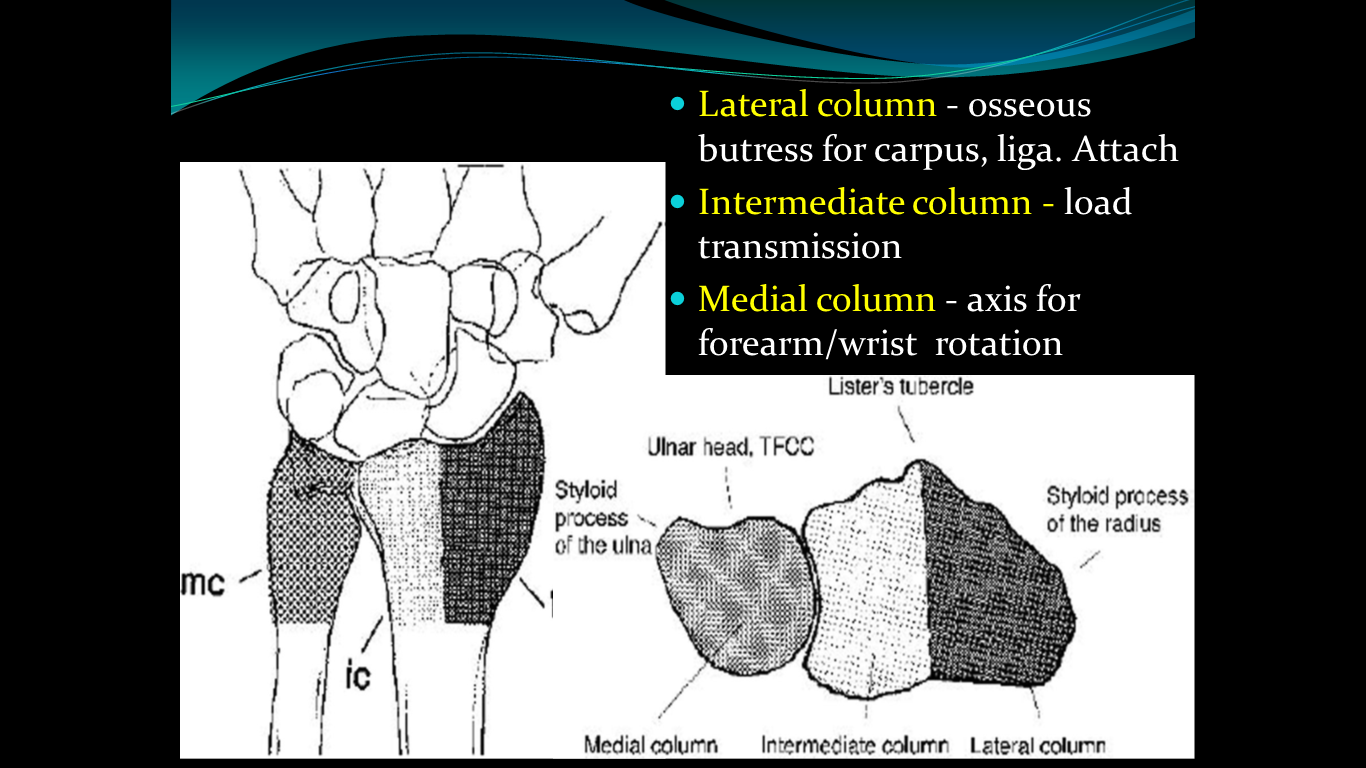 • Lateral column - osseous
butress for carpus, liga. Attach
• Intermediate column - load
transmission
• Medial column - axis for
forearm/wrist rotation
Lister's tubercle
Ulnar head, TFCC
Styloid
process
of the ulna
Styloid process
of the radius
mc
ic
Medial column
Intermediate column
Lateral column